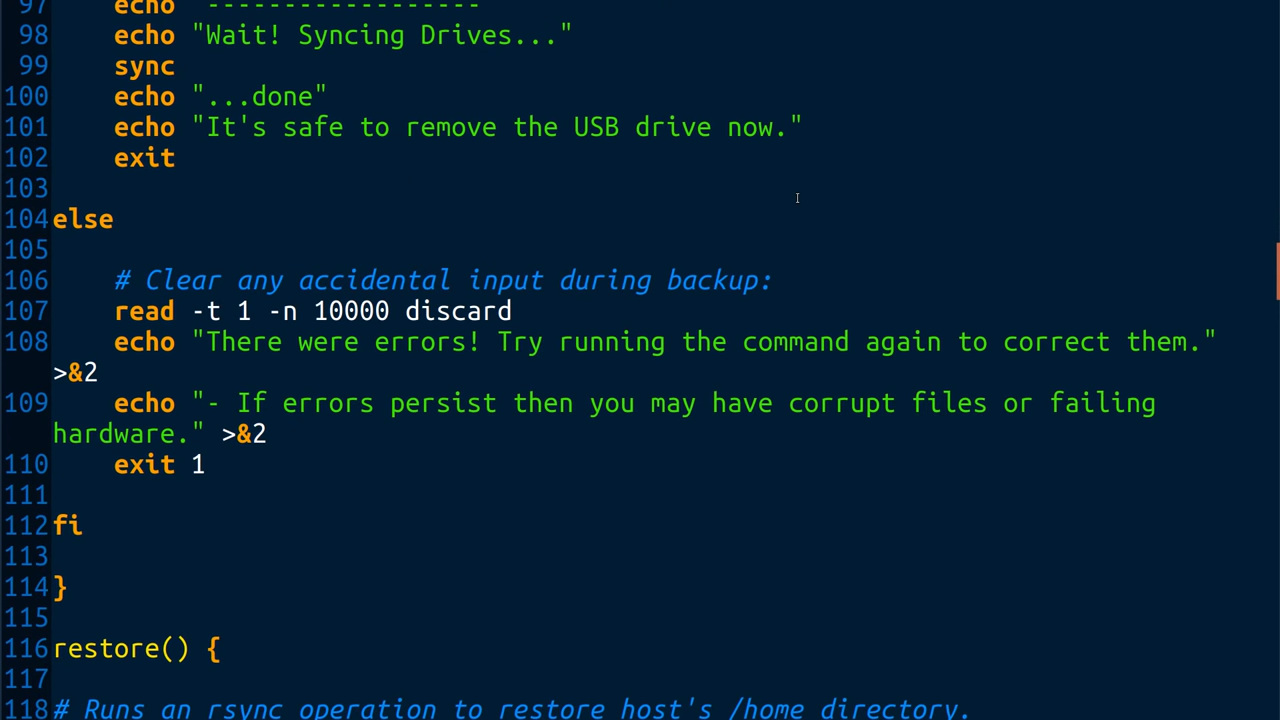 97 echo "------------------
98 echo "Wait! Syncing Drives..."
99 sync
100 echo "...done"
101 echo "It's safe to remove the USB drive now."
102 exit
103
104 else
105
106 # Clear any accidental input during backup:
107 read -t 1 -n 10000 discard
108 echo "There were errors! Try running the command again to correct them."
>&2
109 echo "- If errors persist then you may have corrupt files or failing
hardware." >&2
110 exit 1
111
112 fi
113
114 }
115
116 restore() {
117
118 # Runs an rsync operation to restore host's /home directory.